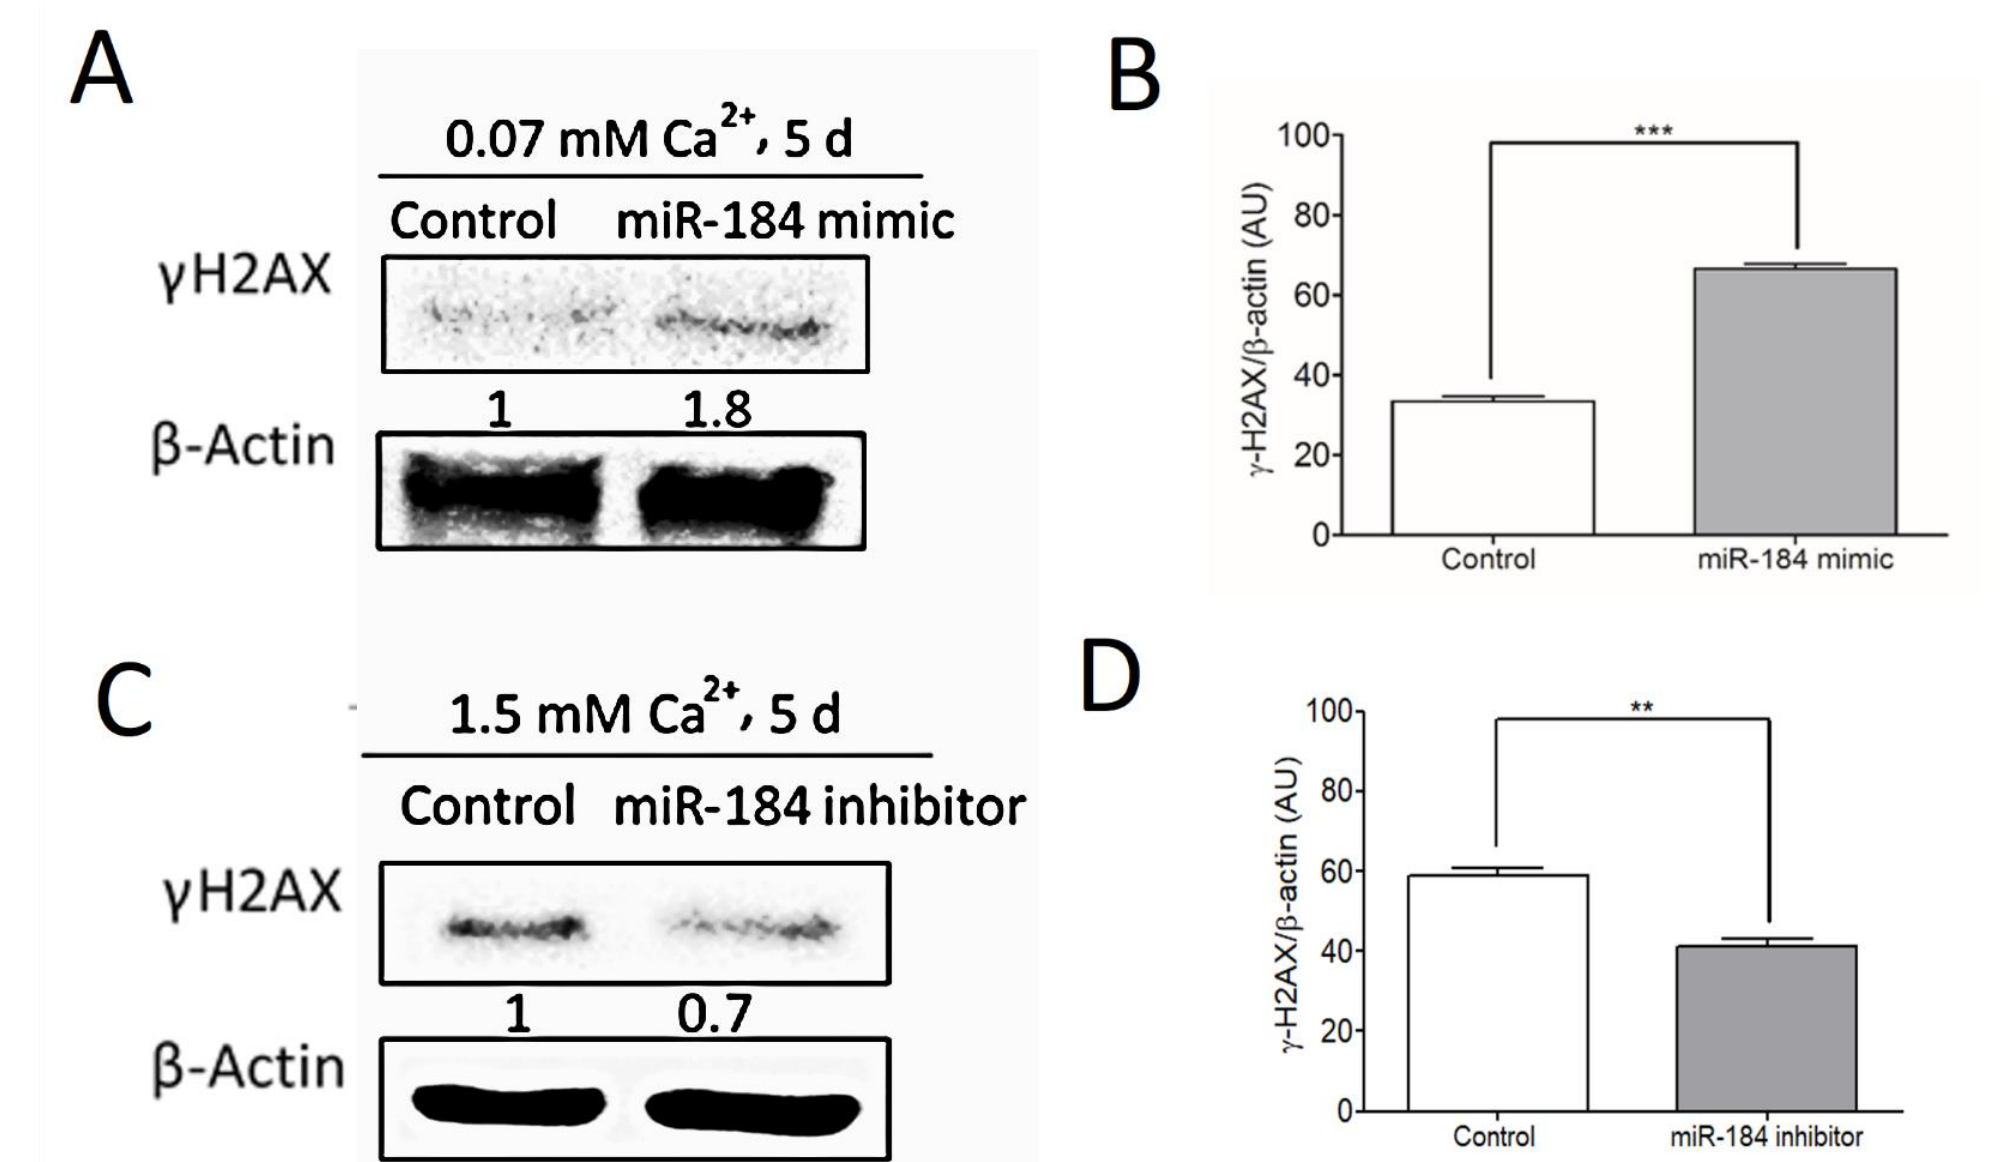 A
0.07 mM Ca2+, 5 d
Control miR-184 mimic
γH2AX
1 1.8
β-Actin
B
***
γ-H2AX/β-actin (AU)
100
80
60
40
20
0
Control miR-184 mimic
C
1.5 mM Ca2+, 5 d
Control miR-184 inhibitor
γH2AX
1 0.7
β-Actin
D
**
γ-H2AX/β-actin (AU)
100
80
60
40
20
0
Control miR-184 inhibitor